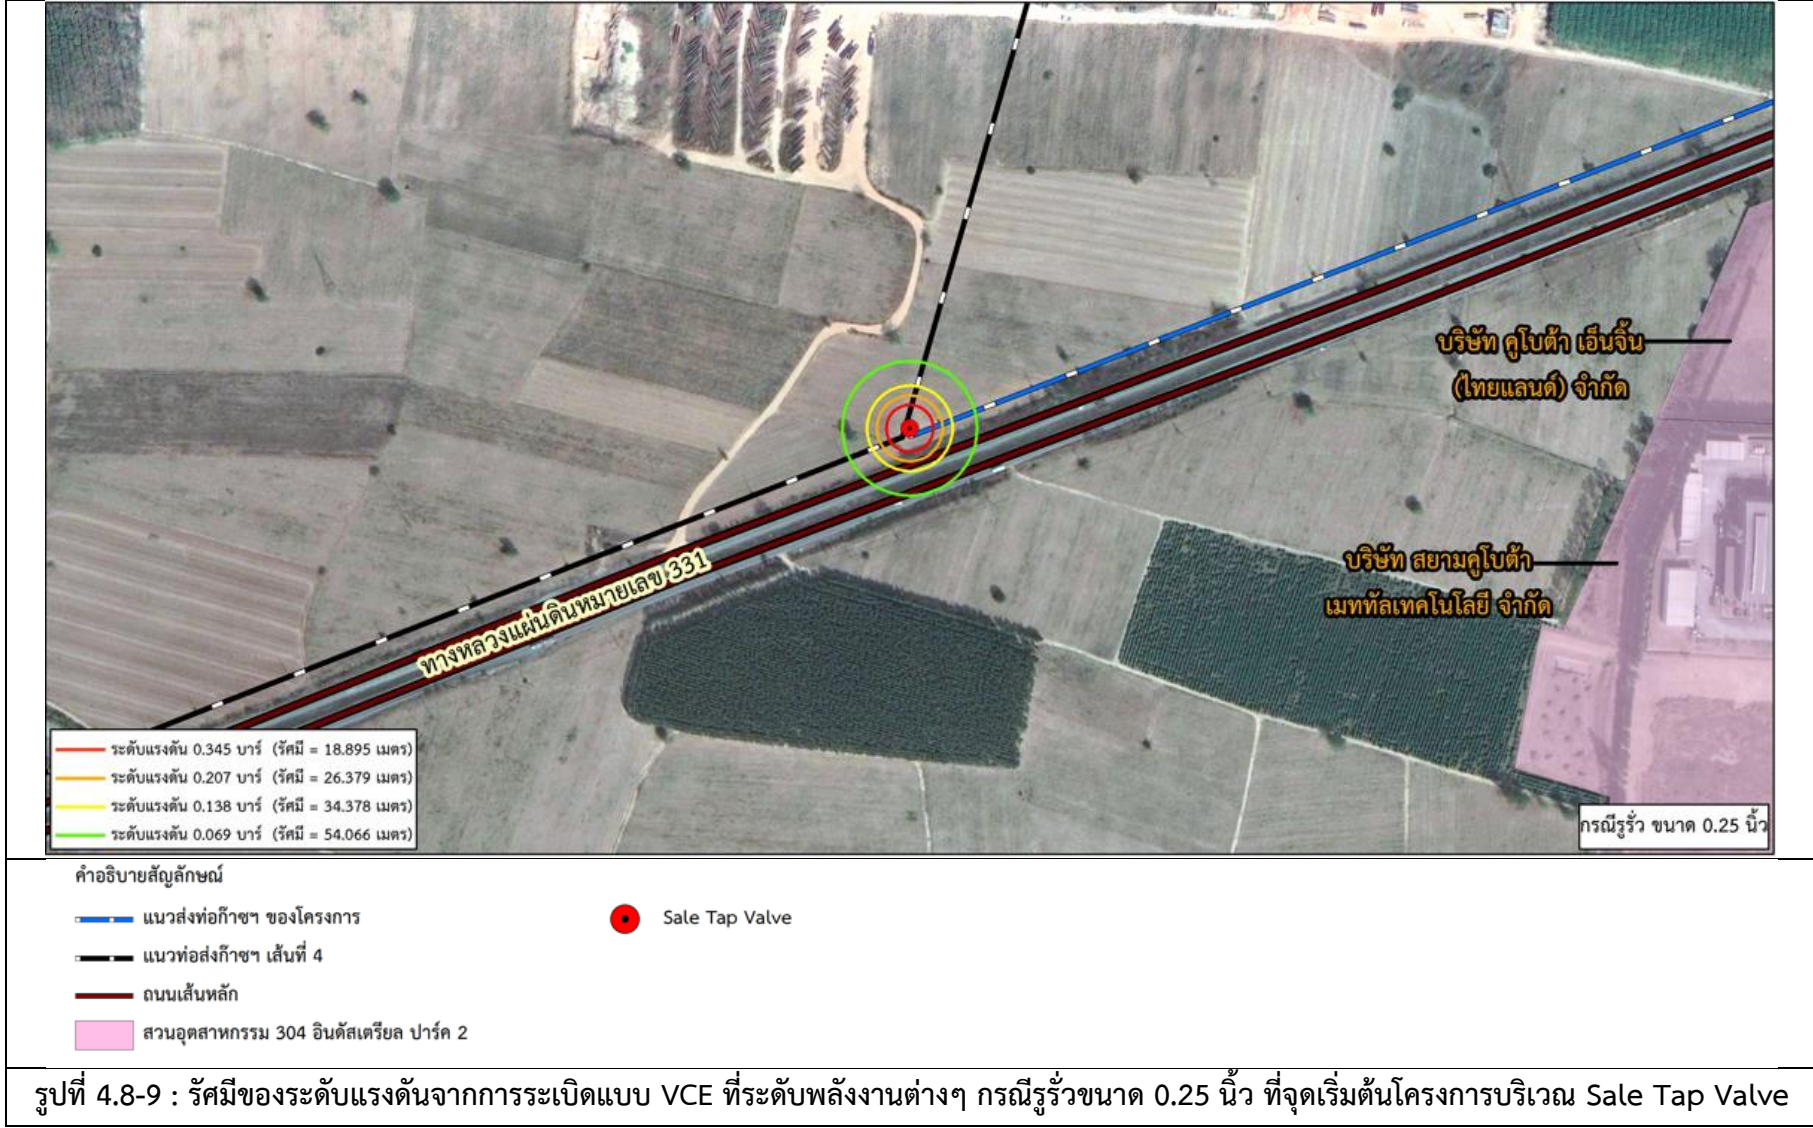 บริษัท คูโบต้า เอ็นจิ้น
(ไทยแลนด์) จำกัด
บริษัท สยามคูโบต้า
เมททัลเทคโนโลยี จำกัด
ทางหลวงแผ่นดินหมายเลข 331
ระดับแรงดัน 0.345 บาร์ (รัศมี = 18.895 เมตร)
ระดับแรงดัน 0.207 บาร์ (รัศมี = 26.379 เมตร)
ระดับแรงดัน 0.138 บาร์ (รัศมี = 34.378 เมตร)
ระดับแรงดัน 0.069 บาร์ (รัศมี = 54.066 เมตร)
กรณีรูรั่ว ขนาด 0.25 นิ้ว
คำอธิบายสัญลักษณ์
แนวส่งท่อก๊าซฯ ของโครงการ
Sale Tap Valve
แนวท่อส่งก๊าซฯ เส้นที่ 4
ถนนเส้นหลัก
สวนอุตสาหกรรม 304 อินดัสเตรียล ปาร์ค 2
รูปที่ 4.8-9 : รัศมีของระดับแรงดันจากการระเบิดแบบ VCE ที่ระดับพลังงานต่างๆ กรณีรูรั่วขนาด 0.25 นิ้ว ที่จุดเริ่มต้นโครงการบริเวณ Sale Tap Valve